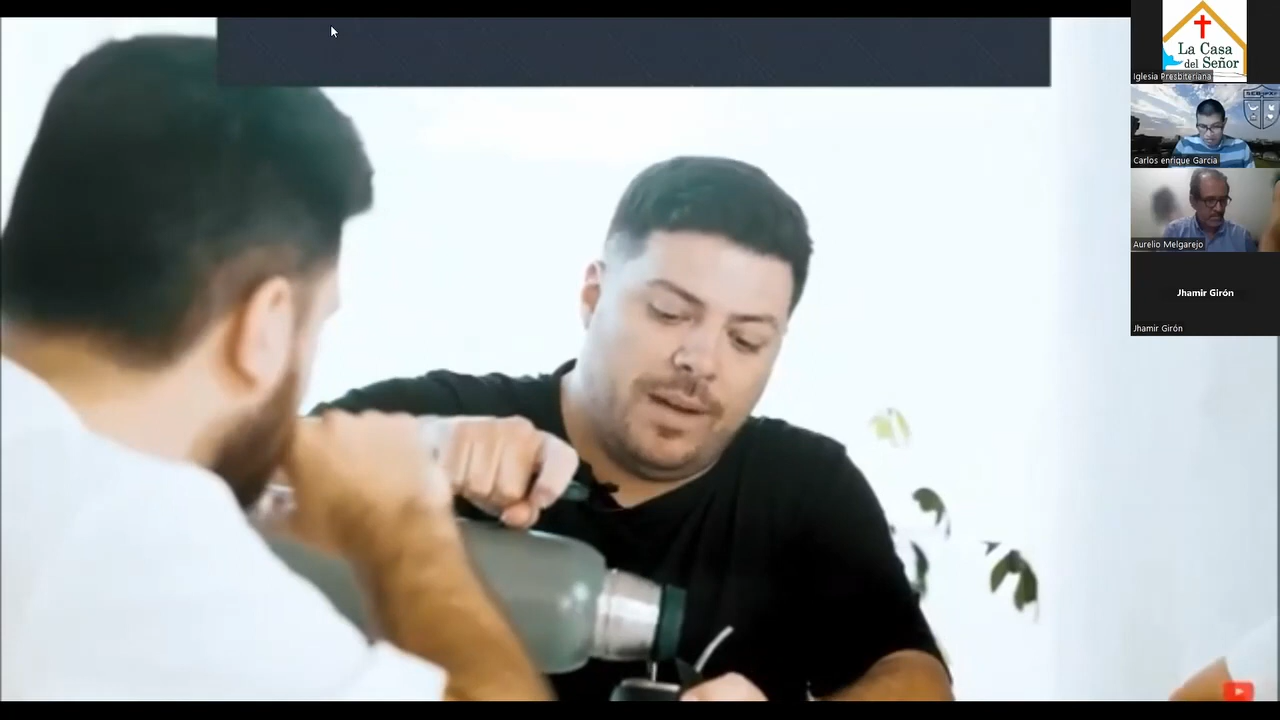 La Casa
del Señor
Iglesia Presbiteriana
Carlos enrique Garcia
Aurelio Melgarejo
Jhamir Girón
Jhamir Girón